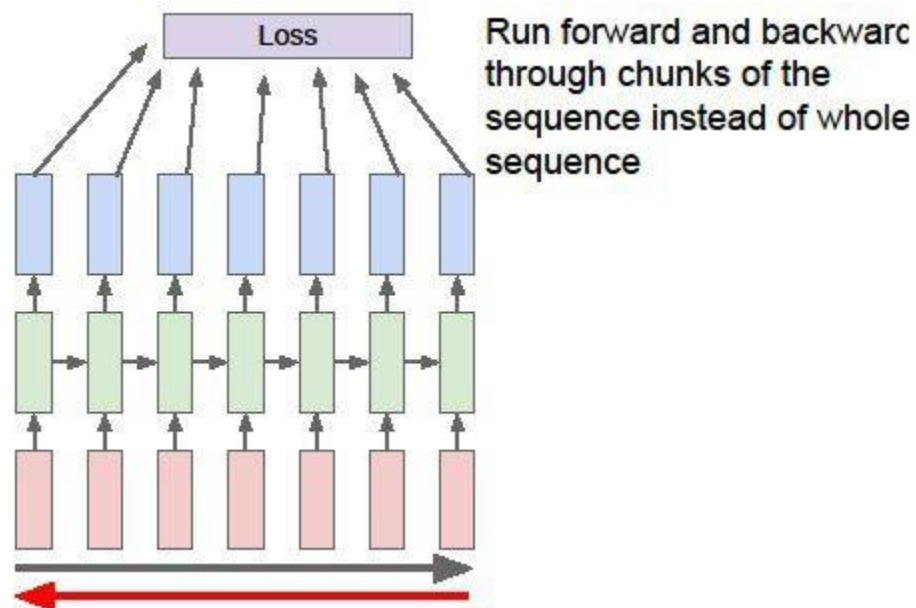 Loss
Run forward and backward
through chunks of the
sequence instead of whole
sequence